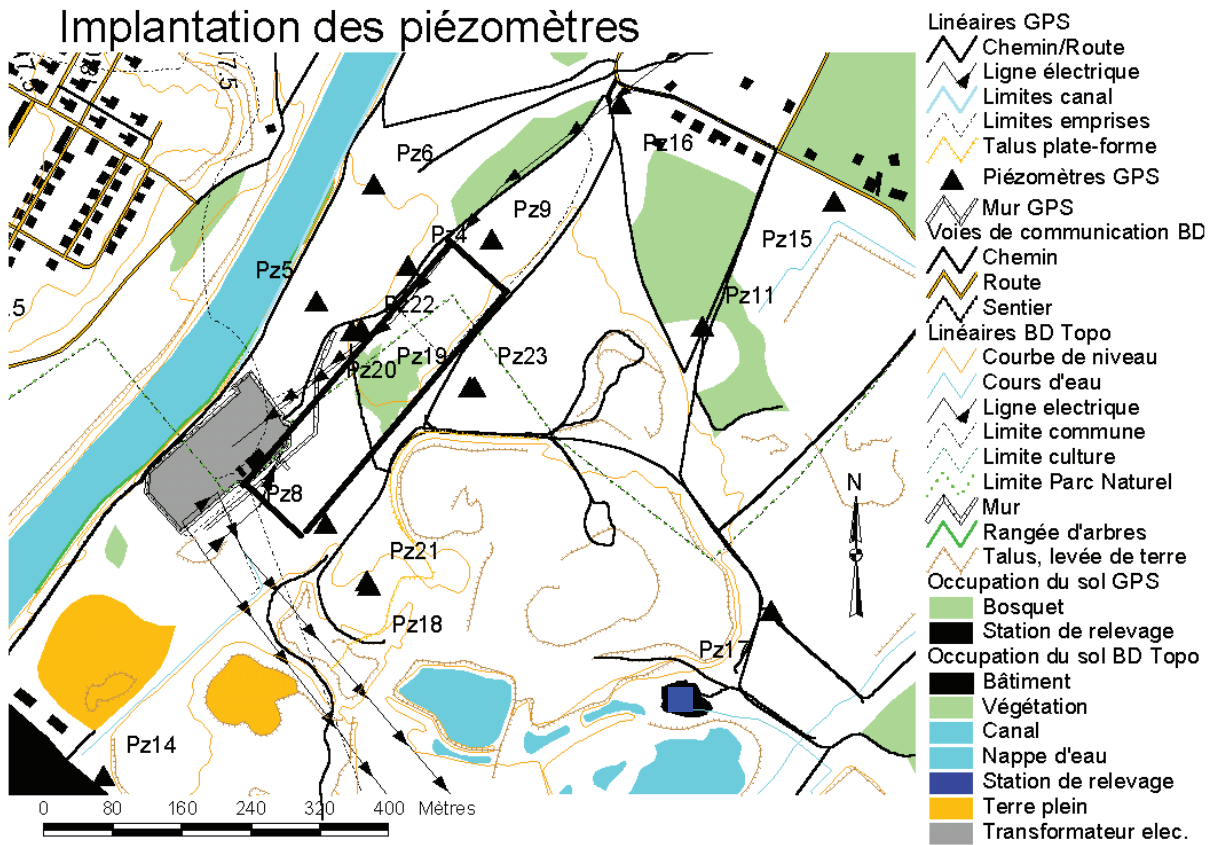 Implantation des piézomètres
Linéaires GPS
Chemin/Route
Ligne électrique
Limites canal
Limites emprises
Talus plate-forme
Piézomètres GPS
Mur GPS
Voies de communication BD
Chemin
Route
Sentier
Linéaires BD Topo
Courbe de niveau
Cours d'eau
Ligne electrique
Limite commune
Limite culture
Limite Parc Naturel
Mur
Rangée d'arbres
Talus, levée de terre
Occupation du sol GPS
Bosquet
Station de relevage
Occupation du sol BD Topo
Bâtiment
Végétation
Canal
Nappe d'eau
Station de relevage
Terre plein
Transformateur elec.
7.5
Pz6
Pz16
Pz9
Pz4
Pz15
Pz5
Pz11
Pz22
.5
Pz19
Pz23
Pz20
N
Pz8
Pz21
Pz18
Pz17
Pz14
0 80 160 240 320 400 Mètres